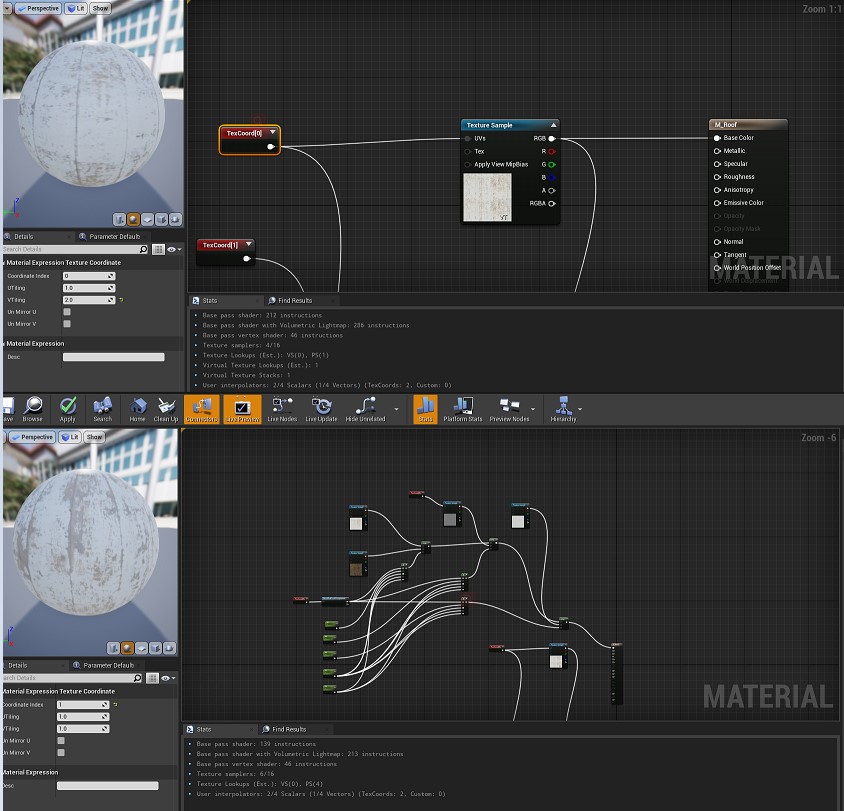 Perspective Lit Show
Zoom 1:1
TexCoord[0]
Texture Sample
UVs RGB
Tex R
Apply View MipBias G
B
A
RGBA
VT
M_Roof
Base Color
Metallic
Specular
Roughness
Anisotropy
Emissive Color
Opacity
Opacity Mask
Normal
Tangent
World Position Offset
World Displacement
MATERIAL
TexCoord[1]
Details Parameter Default
Search Details
Material Expression Texture Coordinate
Coordinate Index 0
UTiling 1.0
VTiling 2.0
Un Mirror U
Un Mirror V
Material Expression
Desc
Stats Find Results
Base pass shader: 212 instructions
Base pass shader with Volumetric Lightmap: 286 instructions
Base pass vertex shader: 46 instructions
Texture samplers: 4/16
Texture Lookups (Est.): VS(0), PS(1)
Virtual Texture Lookups (Est.): 1
Virtual Texture Stacks: 1
User interpolators: 2/4 Scalars (1/4 Vectors) (TexCoords: 2, Custom: 0)
ave Browse Apply Search Home Clean Up Connectors Live Preview Live Nodes Live Update Hide Unrelated Stats Platform Stats Preview Nodes Hierarchy
Perspective Lit Show
Zoom -6
MATERIAL
Details Parameter Default
arch Details
Material Expression Texture Coordinate
Coordinate Index 1
UTiling 1.0
VTiling 1.0
Un Mirror U
Un Mirror V
Material Expression
Desc
Stats Find Results
Base pass shader: 139 instructions
Base pass shader with Volumetric Lightmap: 213 instructions
Base pass vertex shader: 46 instructions
Texture samplers: 6/16
Texture Lookups (Est.): VS(0), PS(4)
User interpolators: 2/4 Scalars (1/4 Vectors) (TexCoords: 2, Custom: 0)